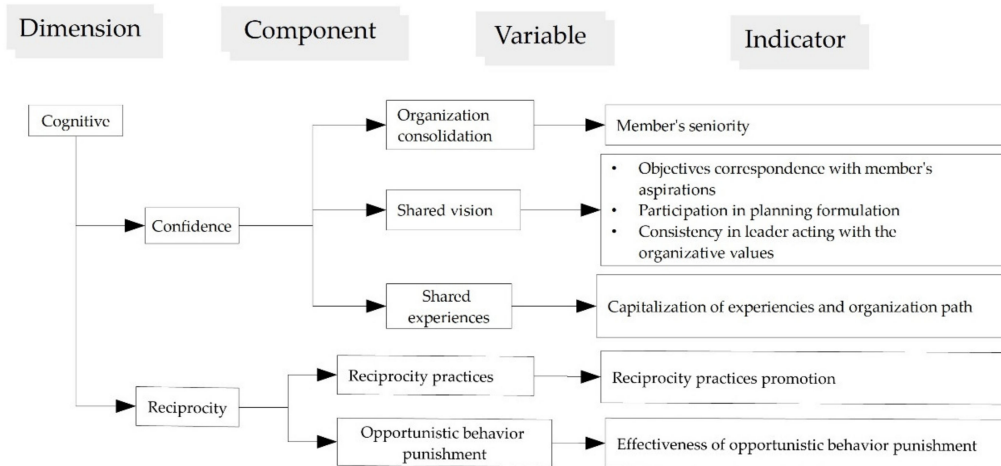 Dimension
Component
Variable
Indicator
Cognitive
Organization
consolidation
Member's seniority
• Objectives correspondence with member's
aspirations
• Participation in planning formulation
• Consistency in leader acting with the
organizative values
Shared vision
Confidence
Shared
experiences
Capitalization of experiencies and organization path
Reciprocity practices
Reciprocity practices promotion
Reciprocity
Opportunistic behavior
punishment
Effectiveness of opportunistic behavior punishment